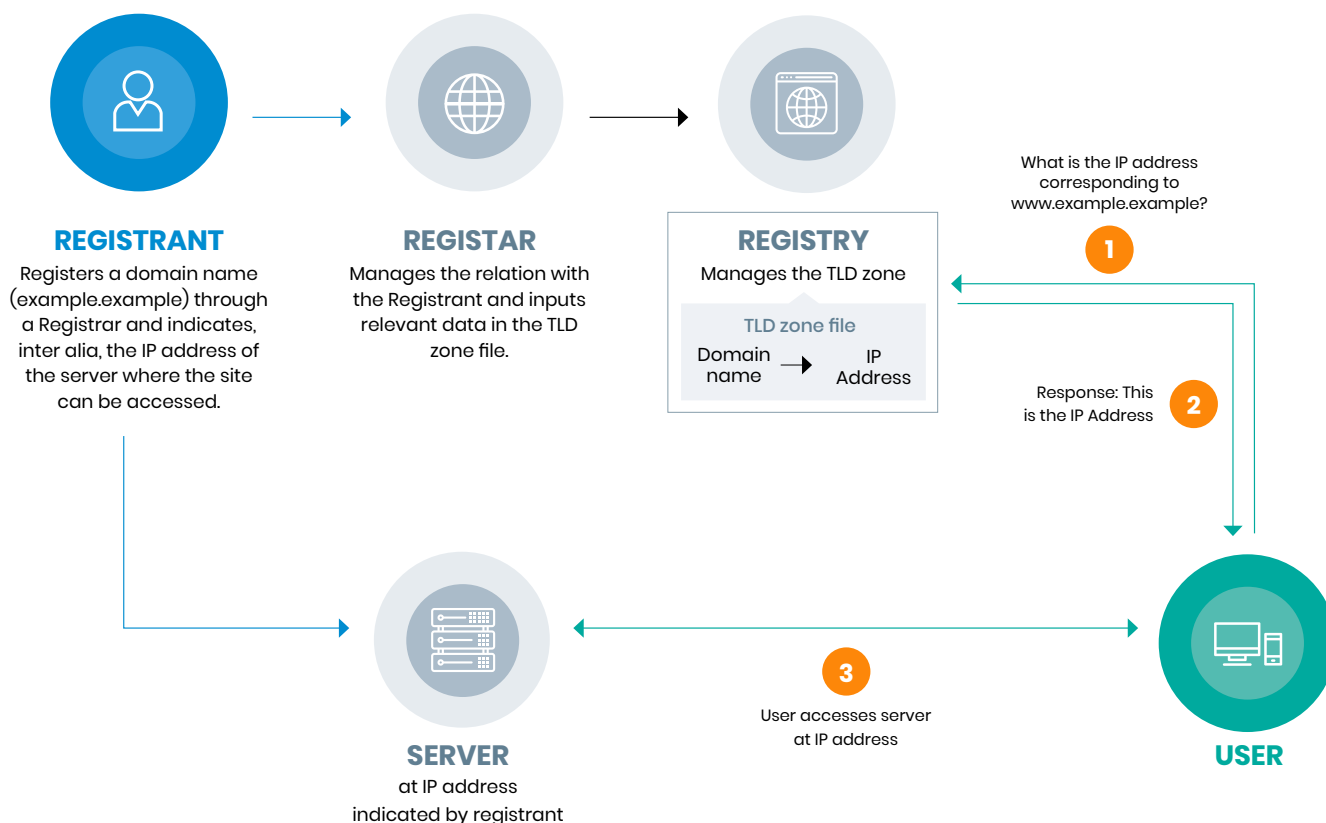 REGISTRANT
Registers a domain name
(example.example) through
a Registrar and indicates,
inter alia, the IP address of
the server where the site
can be accessed.
REGISTAR
Manages the relation with
the Registrant and inputs
relevant data in the TLD
zone file.
REGISTRY
Manages the TLD zone
TLD zone file
Domain
name
IP
Address
What is the IP address
corresponding to
www.example.example?
1
Response: This
is the IP Address
2
SERVER
at IP address
indicated by registrant
3
User accesses server
at IP address
USER